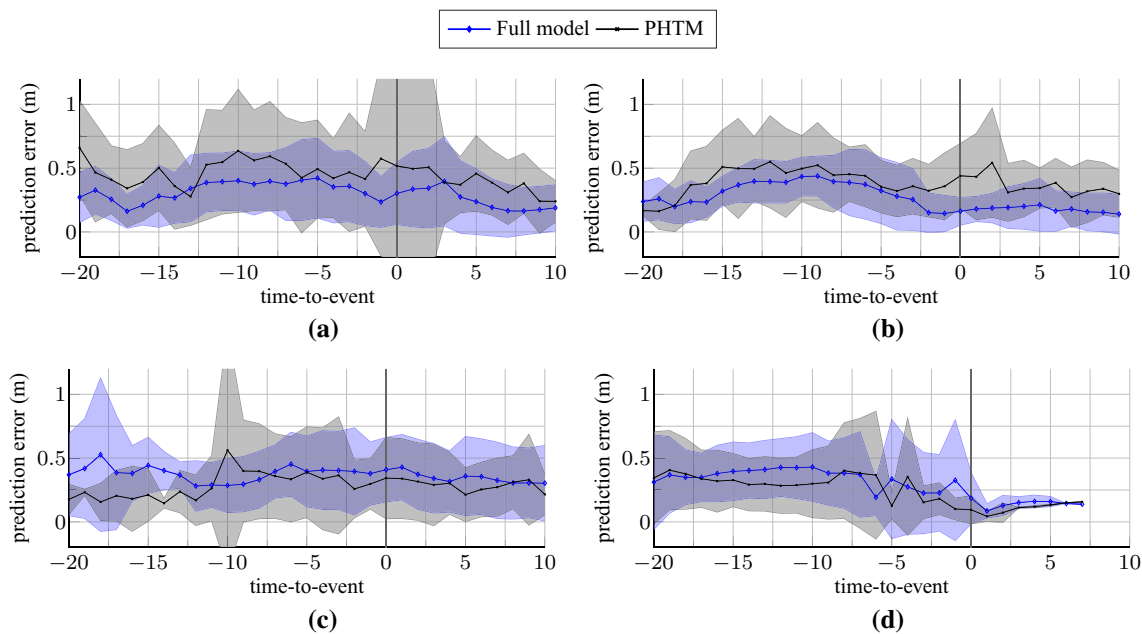 Full model PHTM
prediction error (m)
1
0.5
0
−20 −15 −10 −5 0 5 10
time-to-event
(a)
prediction error (m)
1
0.5
0
−20 −15 −10 −5 0 5 10
time-to-event
(b)
prediction error (m)
1
0.5
0
−20 −15 −10 −5 0 5 10
time-to-event
(c)
prediction error (m)
1
0.5
0
−20 −15 −10 −5 0 5 10
time-to-event
(d)